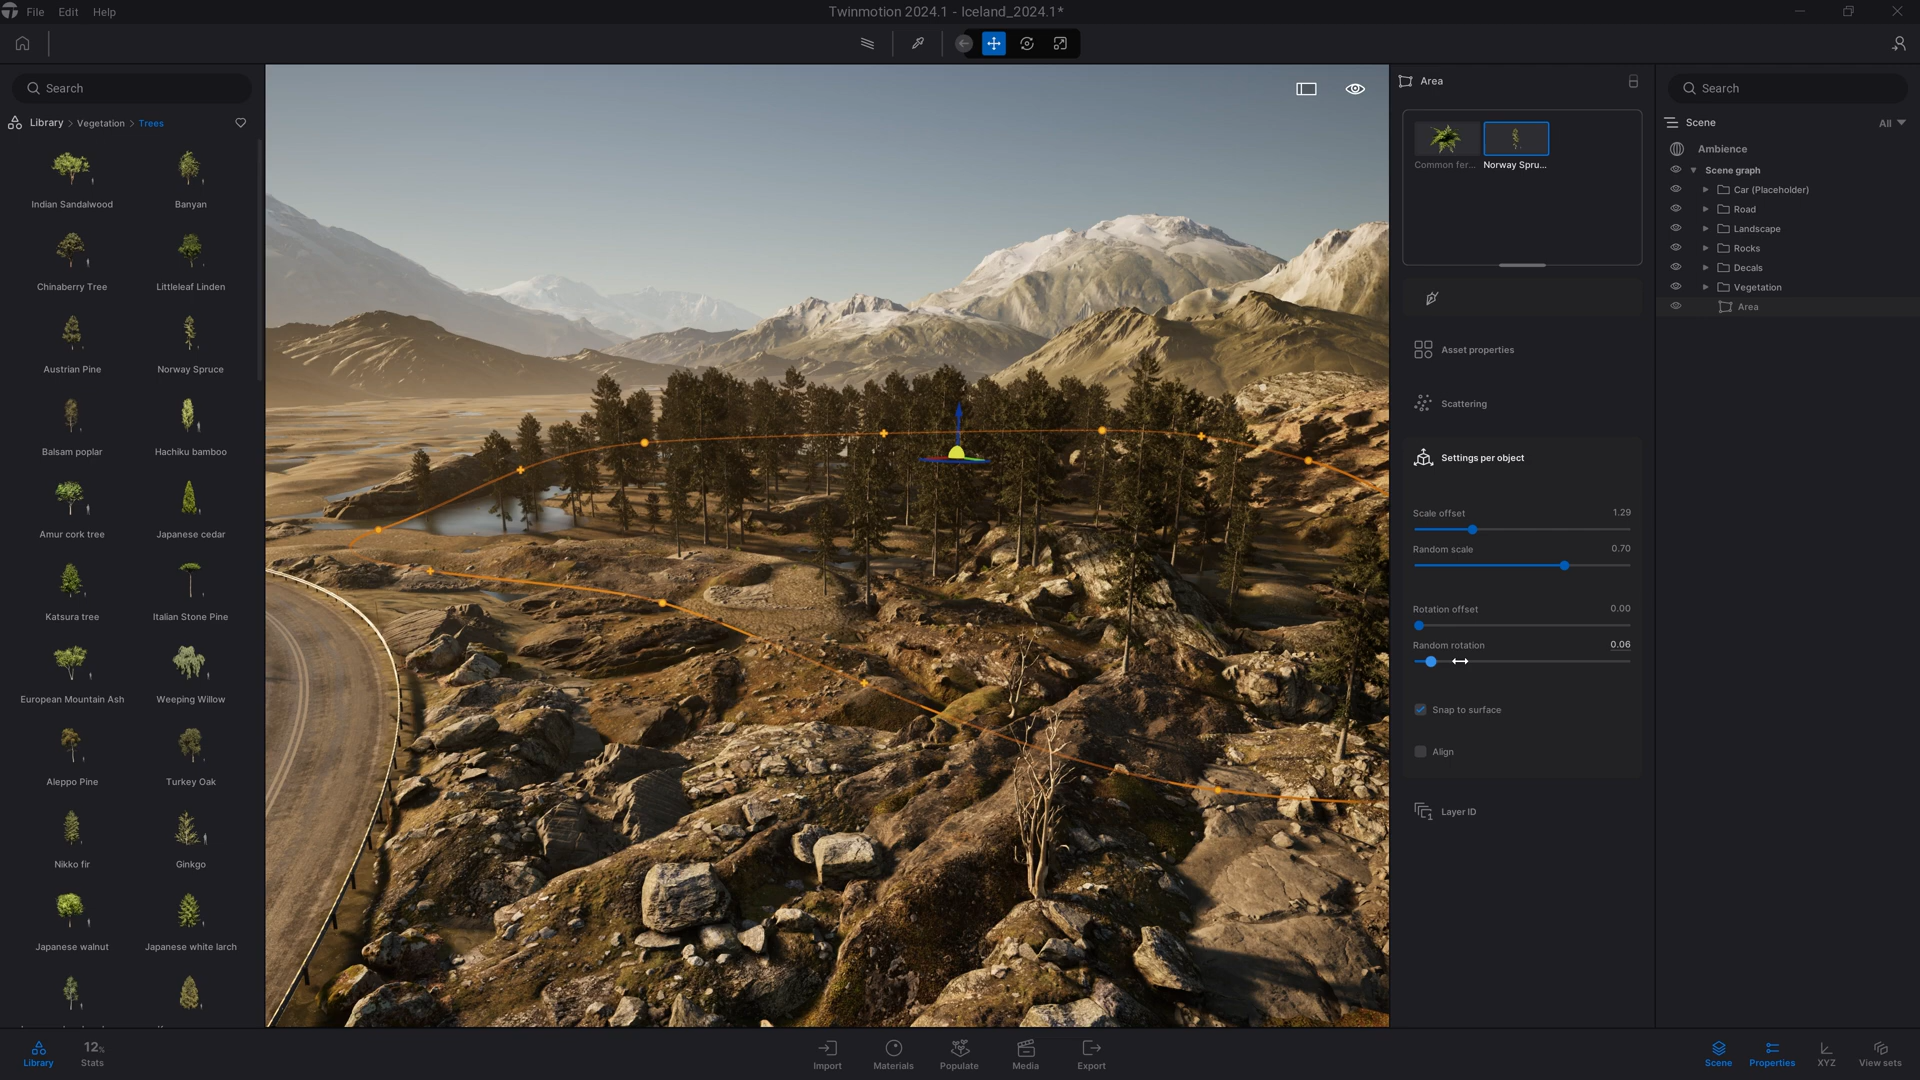 File Edit Help
Twinmotion 2024.1 - Iceland_2024.1*
Search
Library > Vegetation > Trees
Indian Sandalwood
Banyan
Chinaberry Tree
Littleleaf Linden
Austrian Pine
Norway Spruce
Balsam poplar
Hachiku bamboo
Amur cork tree
Japanese cedar
Katsura tree
Italian Stone Pine
European Mountain Ash
Weeping Willow
Aleppo Pine
Turkey Oak
Nikko fir
Ginkgo
Japanese walnut
Japanese white larch
Area
Common fer...
Norway Spru...
Asset properties
Scattering
Settings per object
Scale offset 1.29
Random scale 0.70
Rotation offset 0.00
Random rotation 0.06
Snap to surface
Align
Layer ID
Search
Scene All
Ambience
Scene graph
Car (Placeholder)
Road
Landscape
Rocks
Decals
Vegetation
Area
Library
12%
Stats
Import
Materials
Populate
Media
Export
Scene
Properties
XYZ
View sets